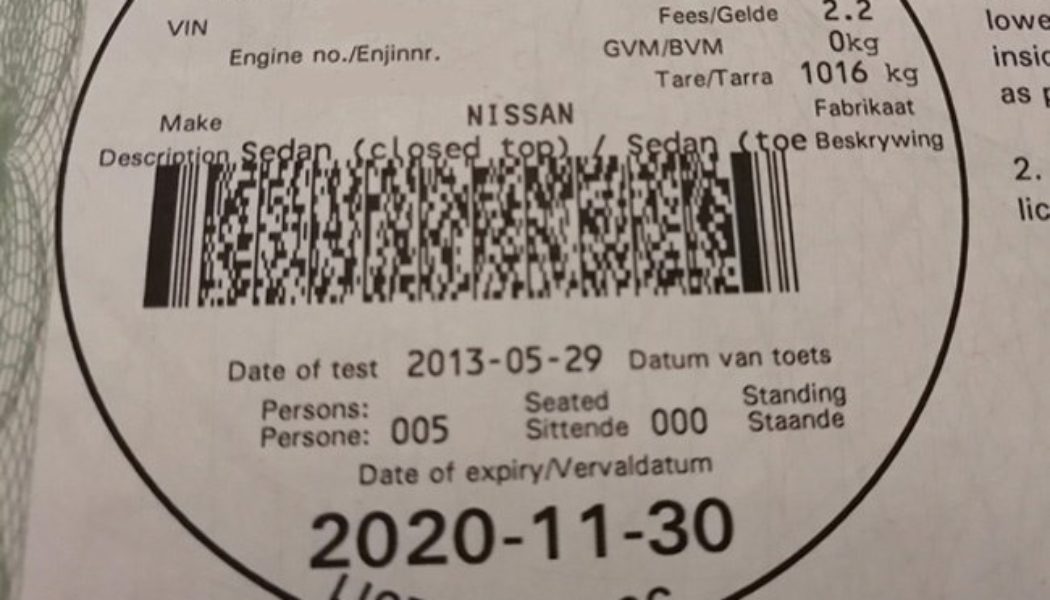 VIN Fees/Gelde 2.2
Engine no./Enjinnr. GVM/BVM 0kg
Tare/Tarra 1016 kg
Make NISSAN Fabrikaat
Description Sedan (closed top) / Sedan (toe Beskrywing
Date of test 2013-05-29 Datum van toets
Persons: Seated Standing
Persone: 005 Sittende 000 Staande
Date of expiry/Vervaldatum
2020-11-30
lowe
insid
as p
2.
lic